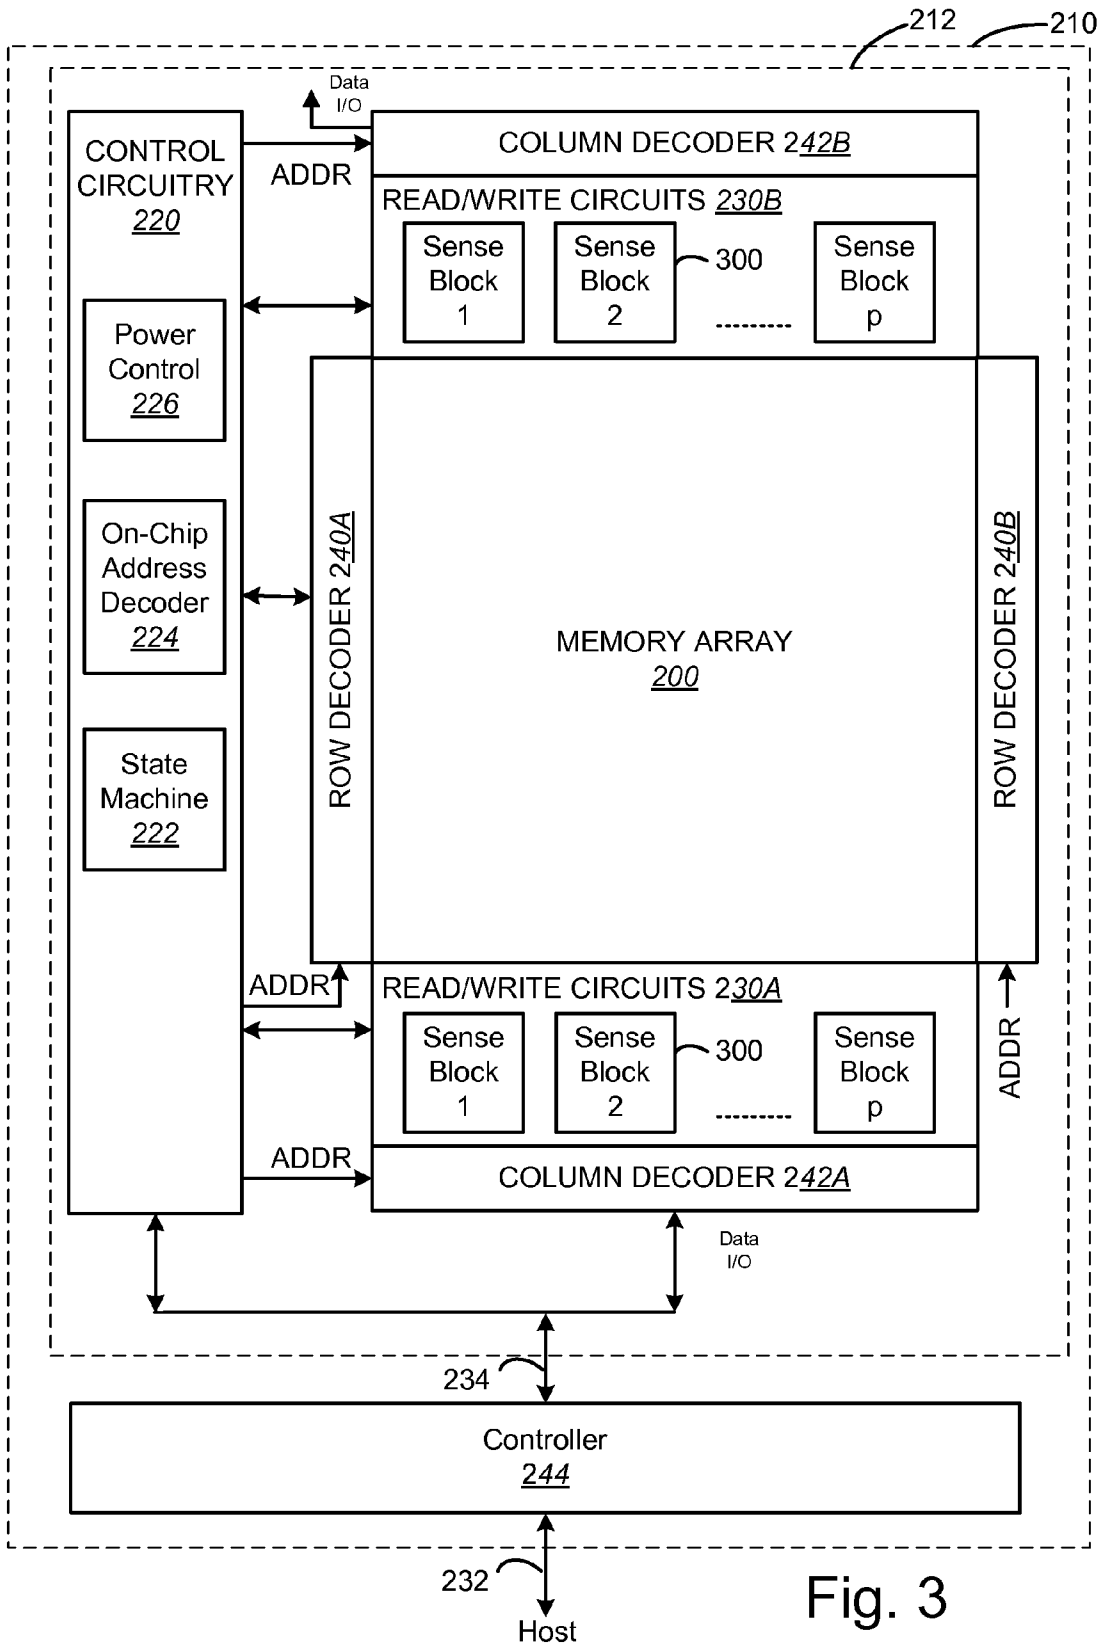 212
210
Data
I/O
CONTROL
CIRCUITRY
220
ADDR
COLUMN DECODER 242B
READ/WRITE CIRCUITS 230B
Sense
Block
1
Sense
Block
2
300
............
Sense
Block
p
Power
Control
226
On-Chip
Address
Decoder
224
State
Machine
222
ROW DECODER 240A
MEMORY ARRAY
200
ROW DECODER 240B
ADDR
READ/WRITE CIRCUITS 230A
Sense
Block
1
Sense
Block
2
300
............
Sense
Block
p
ADDR
ADDR
COLUMN DECODER 242A
Data
I/O
234
Controller
244
232
Host
Fig. 3